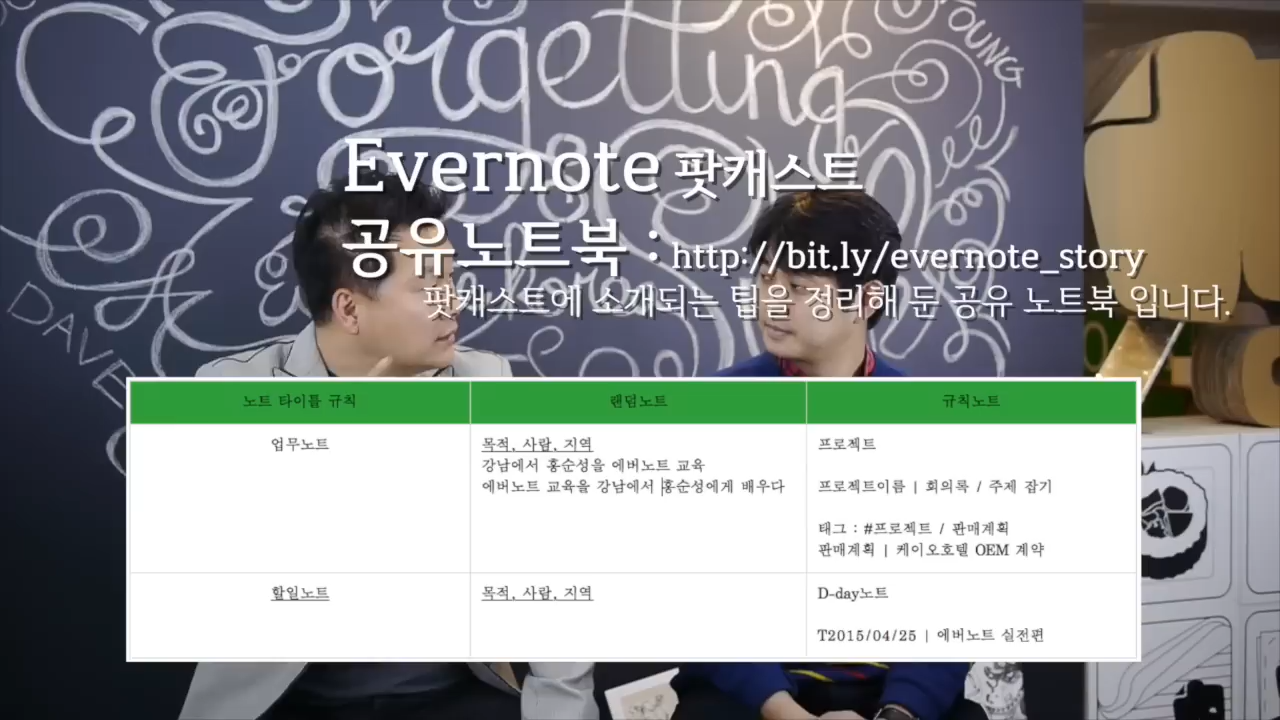 Forgetting
YOUNG
DAVE
Evernote 팟캐스트
공유노트북 : http://bit.ly/evernote_story
팟캐스트에 소개되는 팁을 정리해 둔 공유 노트북 입니다.
노트 타이틀 규칙 랜덤노트 규칙노트
업무노트 목적, 사람, 지역 프로젝트
강남에서 홍순성을 에버노트 교육
에버노트 교육을 강남에서 홍순성에게 배우다 프로젝트이름 | 회의록 / 주제 잡기
태그 : #프로젝트 / 판매계획
판매계획 | 케이오호텔 OEM 계약
할일노트 목적, 사람, 지역 D-day노트
T2015/04/25 | 에버노트 실전편